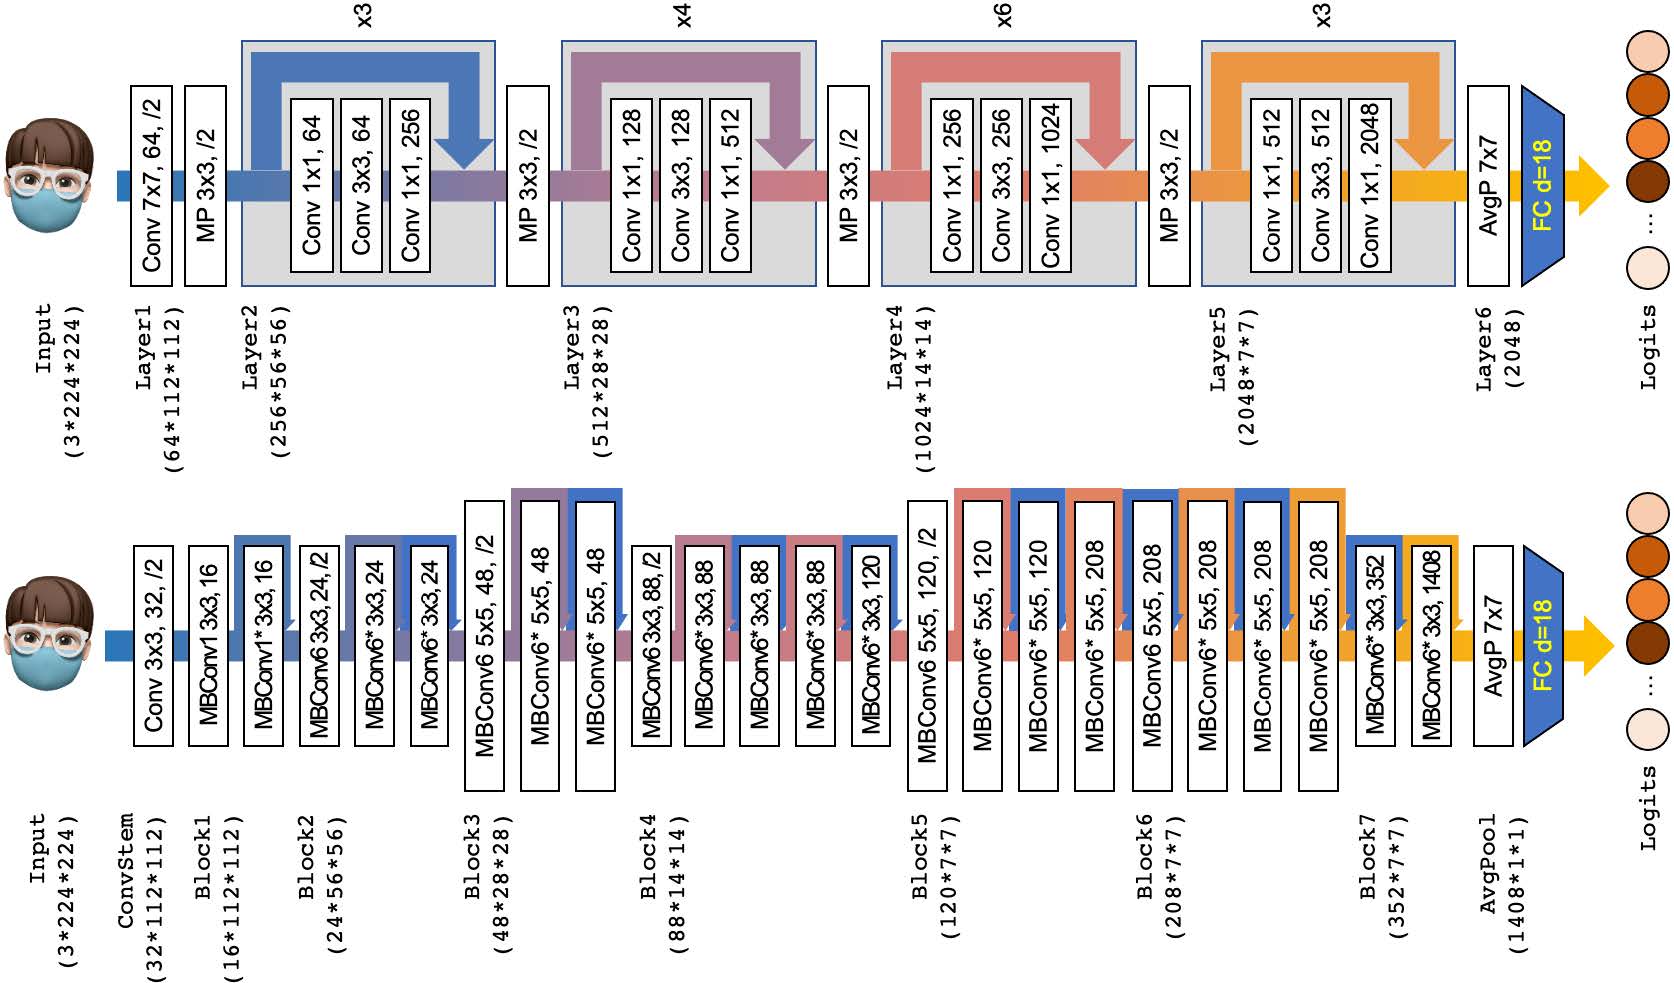 x3
x4
x6
x3
Conv 7x7, 64, /2
MP 3x3, /2
Conv 1x1, 64
Conv 3x3, 64
Conv 1x1, 256
MP 3x3, /2
Conv 1x1, 128
Conv 3x3, 128
Conv 1x1, 512
MP 3x3, /2
Conv 1x1, 256
Conv 3x3, 256
Conv 1x1, 1024
MP 3x3, /2
Conv 1x1, 512
Conv 3x3, 512
Conv 1x1, 2048
AvgP 7x7
FC d=18
...
Input
(3*224*224)
Layer1
(64*112*112)
Layer2
(256*56*56)
Layer3
(512*28*28)
Layer4
(1024*14*14)
Layer5
(2048*7*7)
Layer6
(2048)
Logits
Conv 3x3, 32, /2
MBConv1 3x3, 16
MBConv1* 3x3, 16
MBConv6 3x3, 24, /2
MBConv6* 3x3, 24
MBConv6* 3x3, 24
MBConv6 5x5, 48, /2
MBConv6* 5x5, 48
MBConv6* 5x5, 48
MBConv6 3x3, 88, /2
MBConv6* 3x3, 88
MBConv6* 3x3, 88
MBConv6* 3x3, 88
MBConv6* 3x3, 120
MBConv6 5x5, 120, /2
MBConv6* 5x5, 120
MBConv6* 5x5, 120
MBConv6* 5x5, 208
MBConv6 5x5, 208
MBConv6* 5x5, 208
MBConv6* 5x5, 208
MBConv6* 5x5, 208
MBConv6* 3x3, 352
MBConv6* 3x3, 1408
AvgP 7x7
FC d=18
...
Input
(3*224*224)
ConvStem
(32*112*112)
Block1
(16*112*112)
Block2
(24*56*56)
Block3
(48*28*28)
Block4
(88*14*14)
Block5
(120*7*7)
Block6
(208*7*7)
Block7
(352*7*7)
AvgPool
(1408*1*1)
Logits